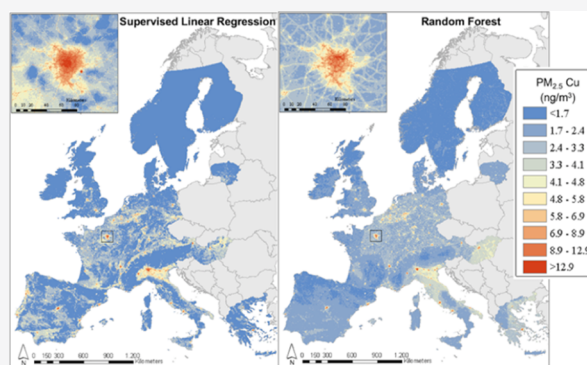 Supervised Linear Regression
Random Forest
PM2.5 Cu
(ng/m³)
<1.7
1.7 - 2.4
2.4 - 3.3
3.3 - 4.1
4.1 - 4.8
4.8 - 5.8
5.8 - 6.9
6.9 - 8.9
8.9 - 12.9
>12.9
N
0 150 300 600 900 1.200
Kilometers
N
0 150 300 600 900 1.200
Kilometers